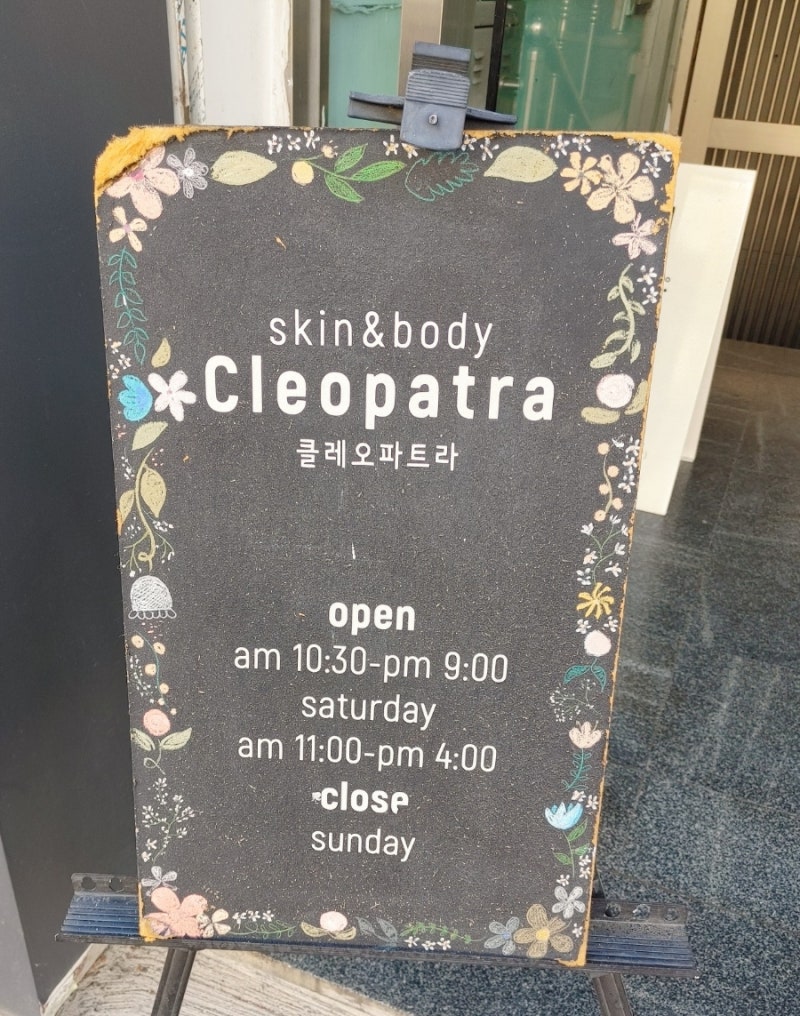 skin&body
Cleopatra
클레오파트라
open
am 10:30-pm 9:00
saturday
am 11:00-pm 4:00
close
sunday